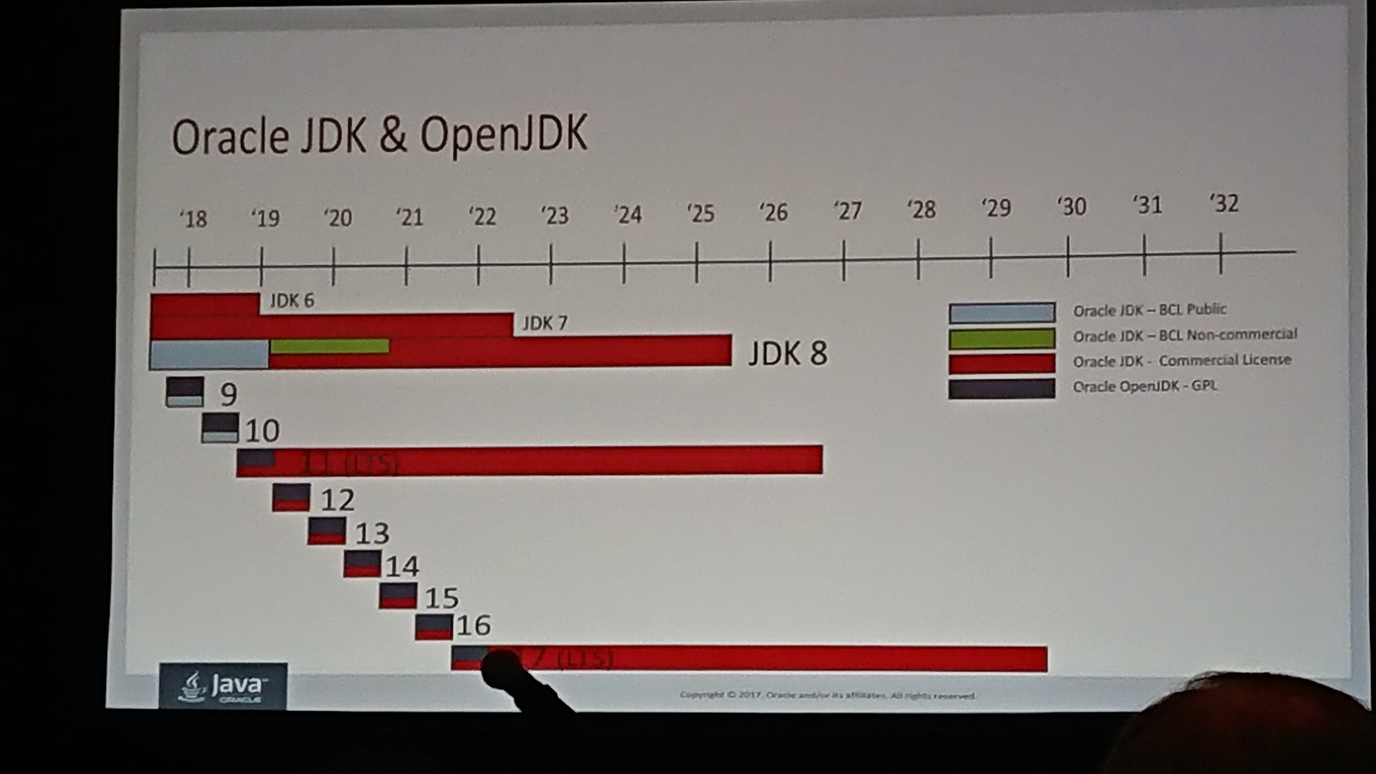 Oracle JDK & OpenJDK
‘18 ‘19 ‘20 ‘21 ‘22 ‘23 ‘24 ‘25 ‘26 ‘27 ‘28 ‘29 ‘30 ‘31 ‘32
JDK 6
JDK 7
JDK 8
Oracle JDK – BCL Public
Oracle JDK – BCL Non-commercial
Oracle JDK - Commercial License
Oracle OpenJDK - GPL
9
10
11 (LTS)
12
13
14
15
16
7 (LTS)
Java
ORACLE
Copyright © 2017, Oracle and/or its affiliates. All rights reserved.